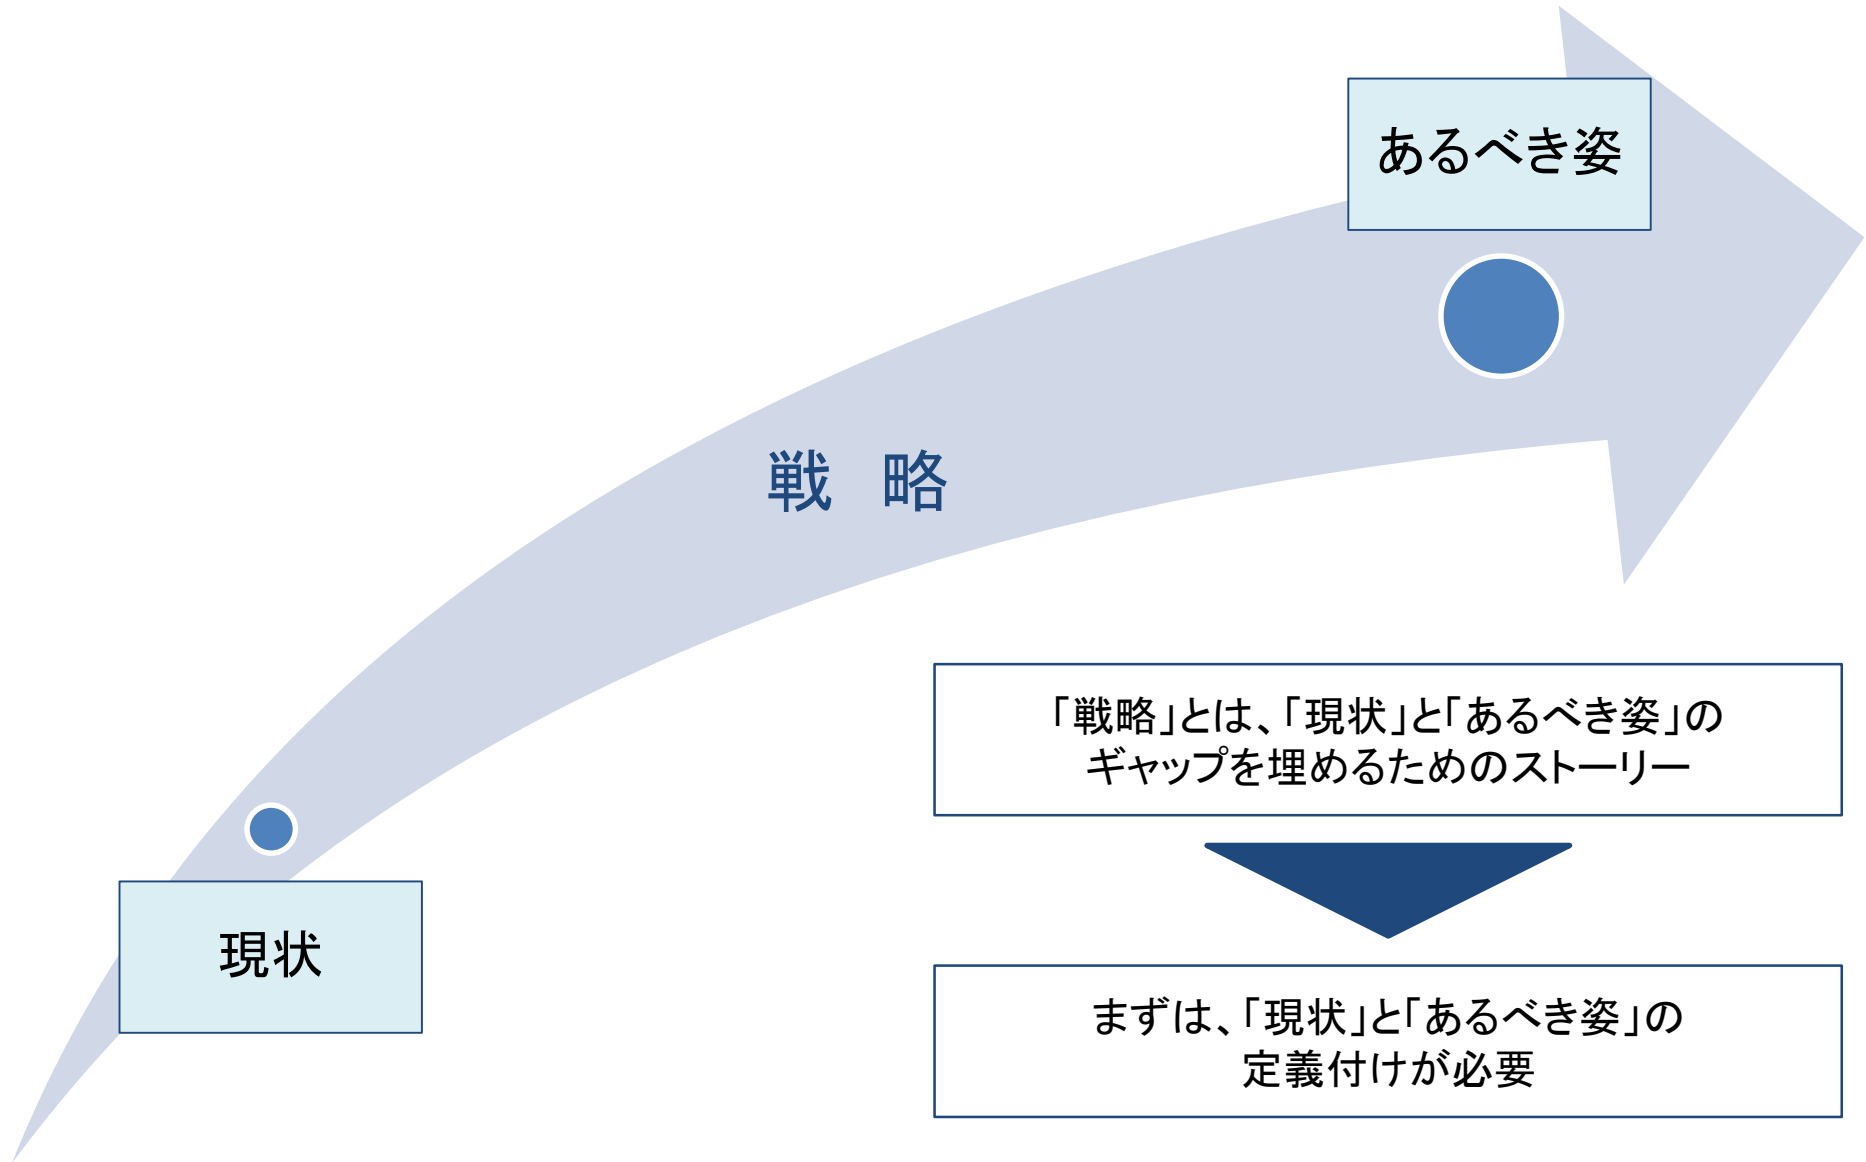 あるべき姿
戦　略
「戦略」とは、「現状」と「あるべき姿」の
ギャップを埋めるためのストーリー
現状
まずは、「現状」と「あるべき姿」の
定義付けが必要